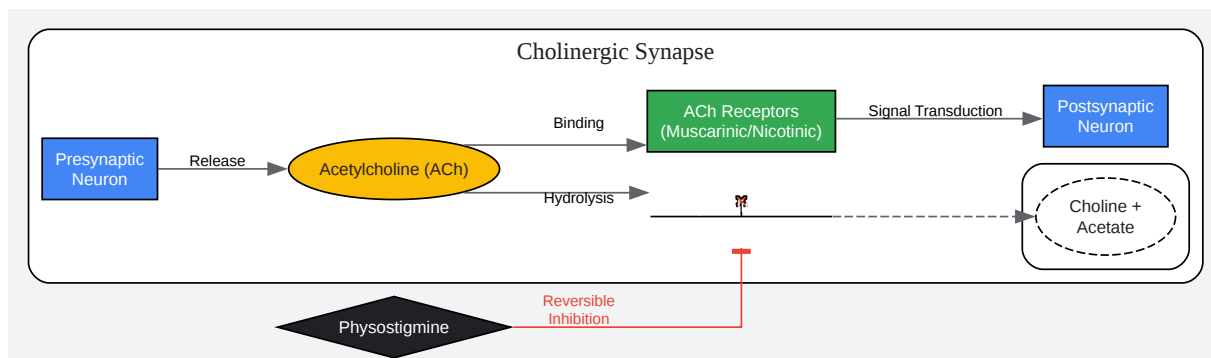 Cholinergic Synapse
Presynaptic
Neuron
Release
Acetylcholine (ACh)
Binding
Hydrolysis
ACh Receptors
(Muscarinic/Nicotinic)
Signal Transduction
Postsynaptic
Neuron
Choline +
Acetate
Physostigmine
Reversible
Inhibition